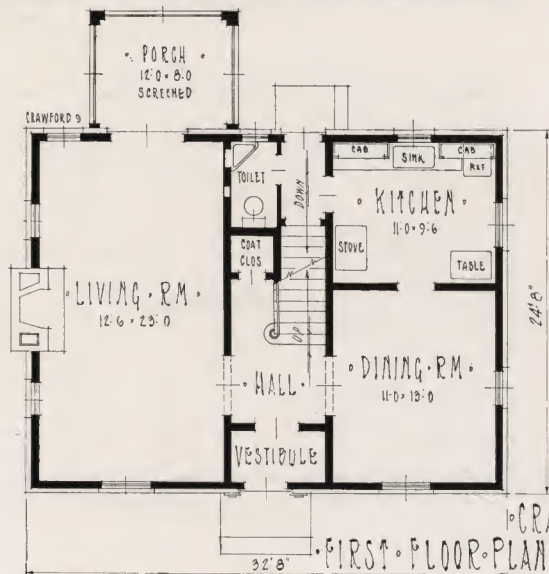 PORCH
12·0 × 8·0
SCREENED
CRAWFORD 9
TOILET
CAB
SINK
CAB
REF
DOWN
KITCHEN
11·0 × 9·6
COAT
CLOS
STOVE
TABLE
LIVING·RM
12·6 × 23·0
UP
HALL
DINING·RM
11·0 × 13·0
24'8"
VESTIBULE
CRA
32'8"
·FIRST·FLOOR·PLAN